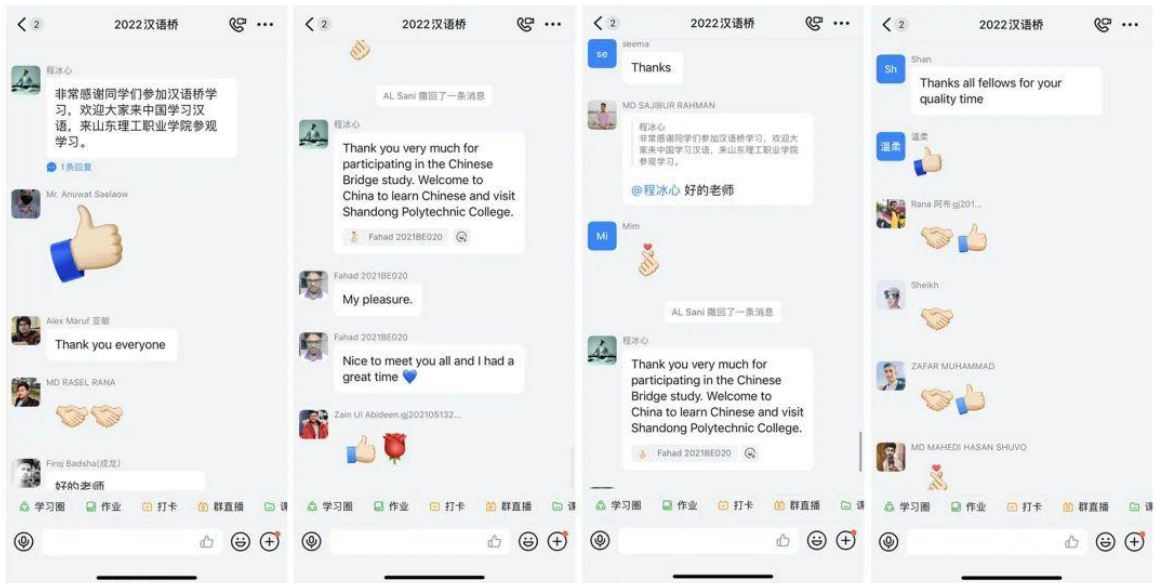 2
2022汉语桥
程冰心
非常感谢同学们参加汉语桥学
习，欢迎大家来中国学习汉
语，来山东理工职业学院参观
学习。
1条回复
Mr. Anuwat Saelaow
Alex Maruf 亚敏
Thank you everyone
MD RASEL RANA
Firoj Badsha(成龙)
好的老师
学习圈 作业 打卡 群直播 课
2
2022汉语桥
AL Sani 撤回了一条消息
程冰心
Thank you very much for
participating in the Chinese
Bridge study. Welcome to
China to learn Chinese and visit
Shandong Polytechnic College.
Fahad 2021BE020
Fahad 2021BE020
My pleasure.
Fahad 2021BE020
Nice to meet you all and I had a
great time 💙
Zain Ul Abideen.gj202105132...
学习圈 作业 打卡 群直播 课
2
2022汉语桥
se
seema
Thanks
MD SAJIBUR RAHMAN
程冰心
非常感谢同学们参加汉语桥学习，欢迎大
家来中国学习汉语，来山东理工职业学院
参观学习。
@程冰心 好的老师
Mi
Mim
AL Sani 撤回了一条消息
程冰心
Thank you very much for
participating in the Chinese
Bridge study. Welcome to
China to learn Chinese and visit
Shandong Polytechnic College.
Fahad 2021BE020
学习圈 作业 打卡 群直播 课
2
2022汉语桥
Sh
Shan
Thanks all fellows for your
quality time
温柔
温柔
Rana 阿布gj201...
Sheikh
ZAFAR MUHAMMAD
MD MAHEDI HASAN SHUVO
学习圈 作业 打卡 群直播 课